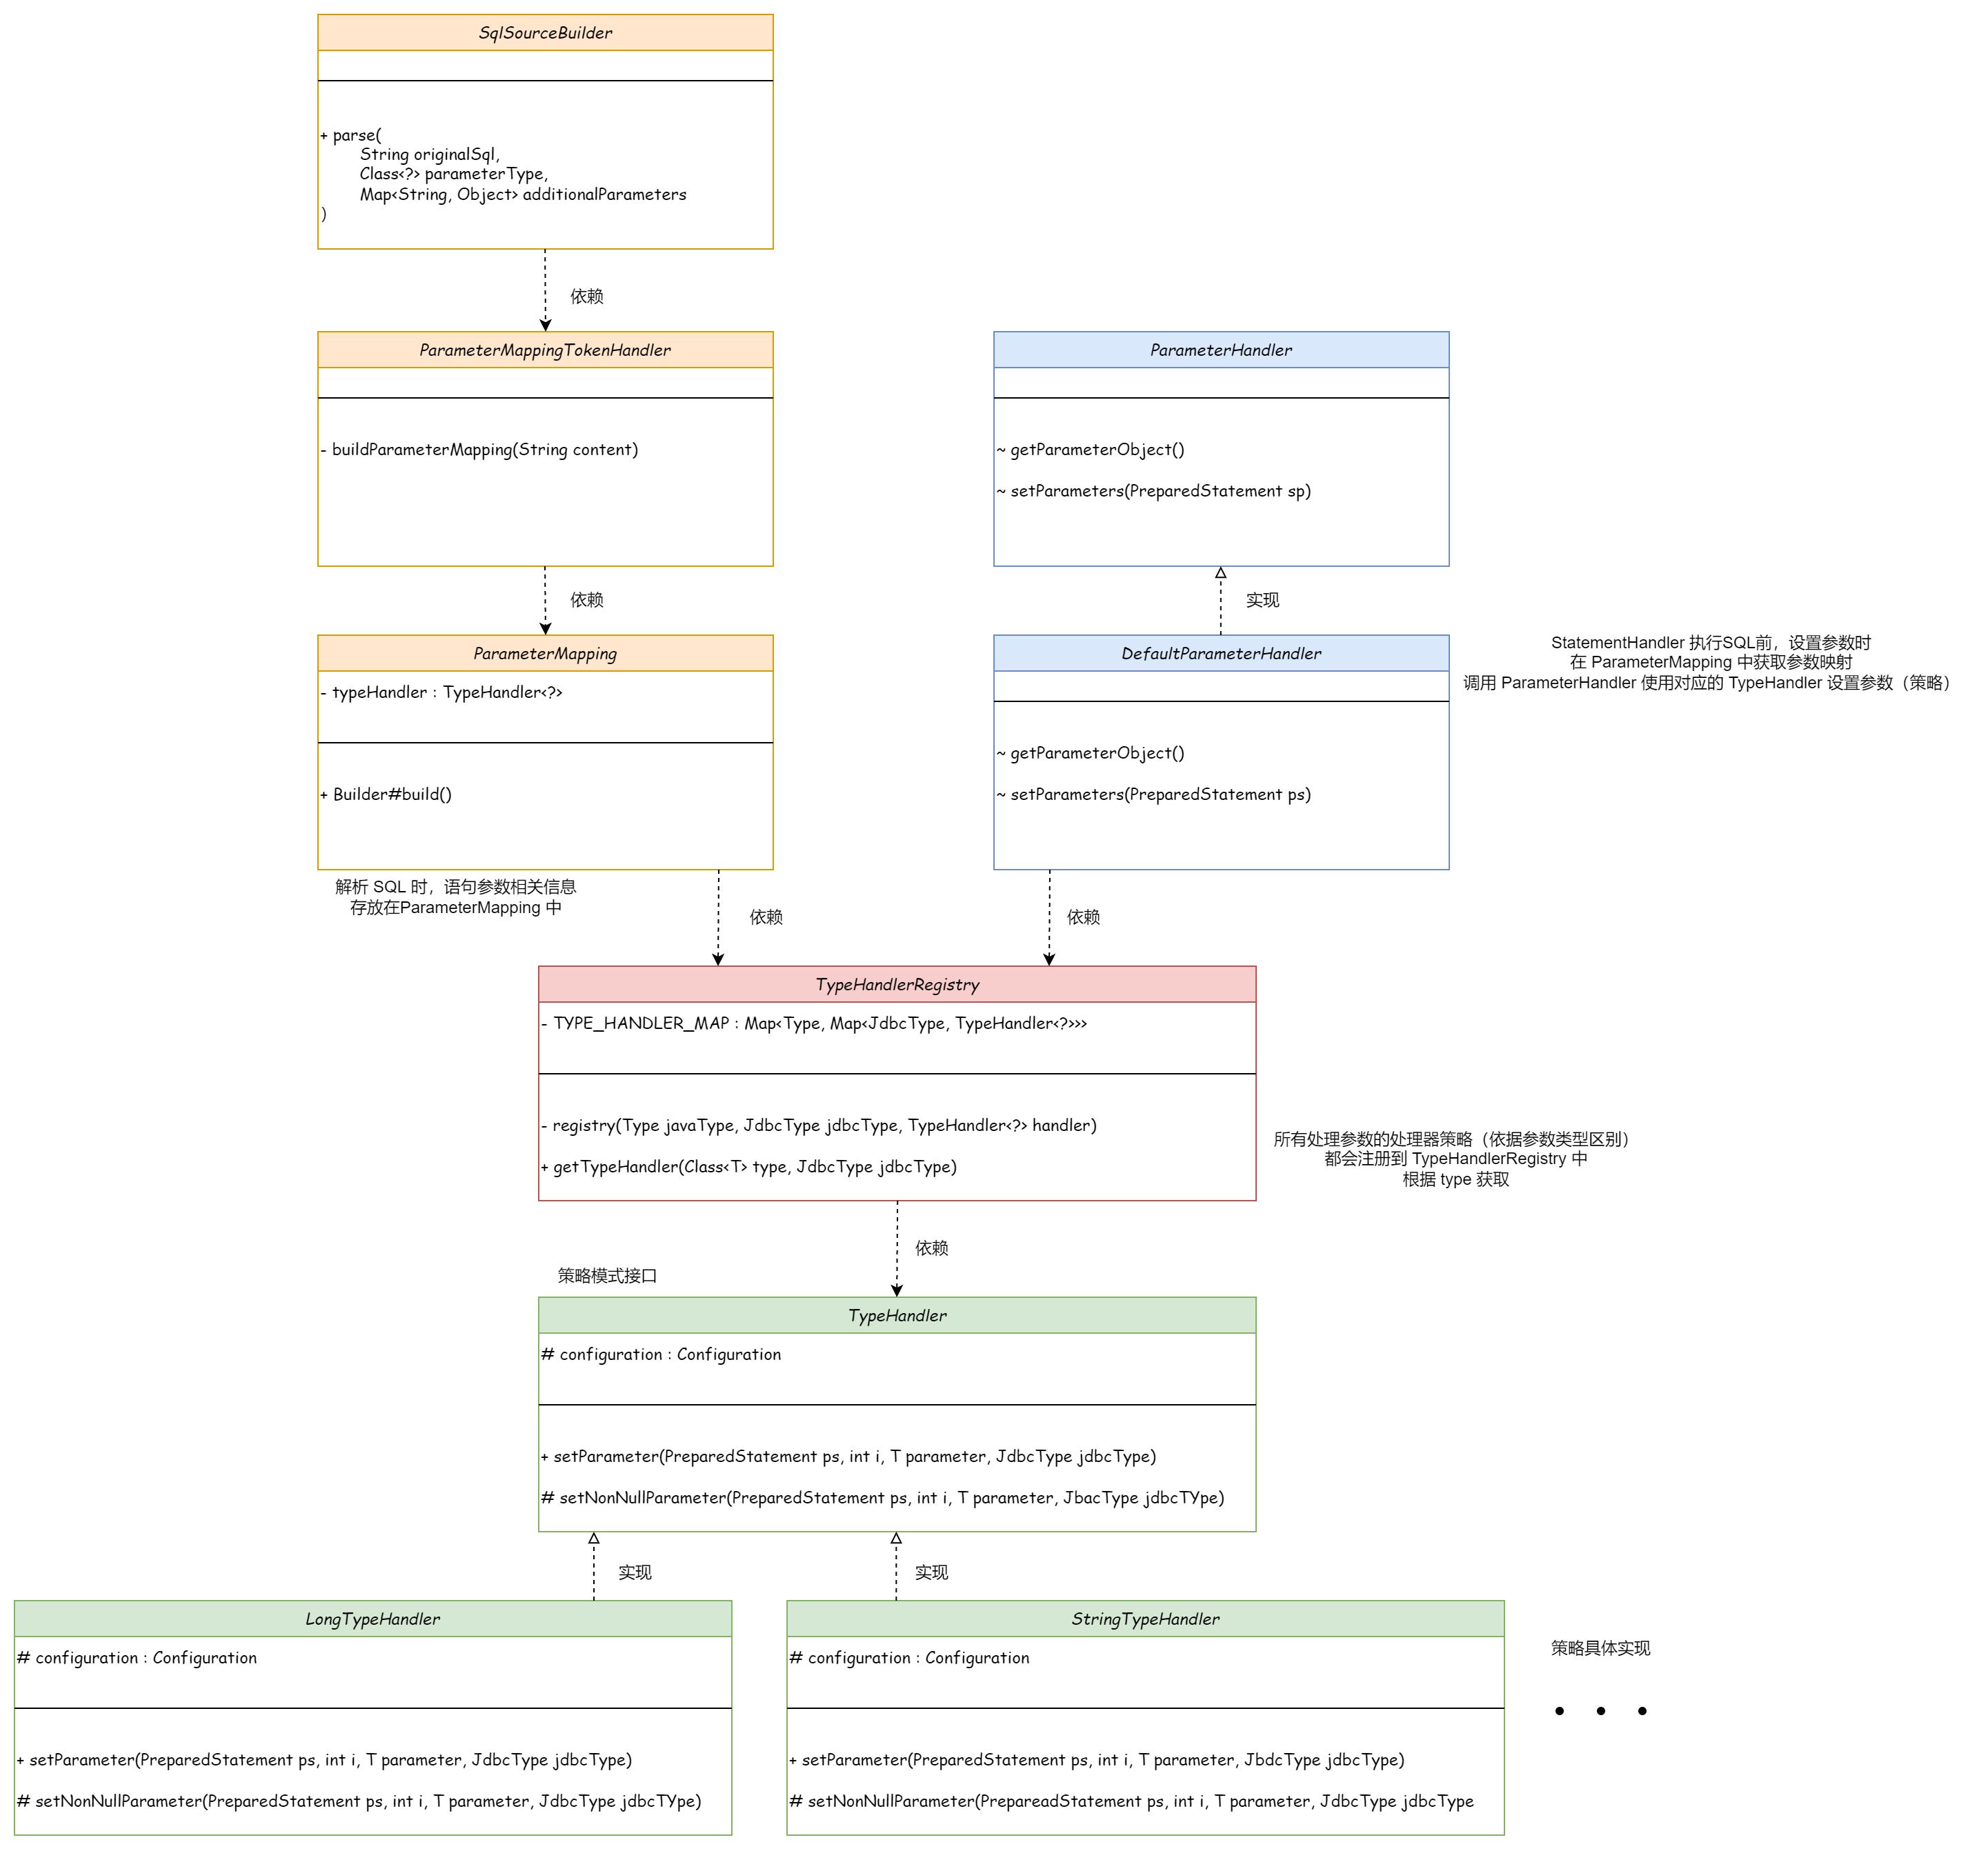 SqlSourceBuilder
+ parse(
String originalSql,
Class<?> parameterType,
Map<String, Object> additionalParameters
)
依赖
ParameterMappingTokenHandler
- buildParameterMapping(String content)
依赖
ParameterMapping
- typeHandler : TypeHandler<?>
+ Builder#build()
解析 SQL 时，语句参数相关信息
存放在ParameterMapping 中
依赖
ParameterHandler
~ getParameterObject()
~ setParameters(PreparedStatement sp)
实现
DefaultParameterHandler
~ getParameterObject()
~ setParameters(PreparedStatement ps)
StatementHandler 执行SQL前，设置参数时
在 ParameterMapping 中获取参数映射
调用 ParameterHandler 使用对应的 TypeHandler 设置参数（策略）
依赖
TypeHandlerRegistry
- TYPE_HANDLER_MAP : Map<Type, Map<JdbcType, TypeHandler<?>>>
- registry(Type javaType, JdbcType jdbcType, TypeHandler<?> handler)
+ getTypeHandler(Class<T> type, JdbcType jdbcType)
所有处理参数的处理器策略（依据参数类型区别）
都会注册到 TypeHandlerRegistry 中
根据 type 获取
依赖
策略模式接口
TypeHandler
# configuration : Configuration
+ setParameter(PreparedStatement ps, int i, T parameter, JdbcType jdbcType)
# setNonNullParameter(PreparedStatement ps, int i, T parameter, JbacType jdbcTYpe)
实现
实现
LongTypeHandler
# configuration : Configuration
+ setParameter(PreparedStatement ps, int i, T parameter, JdbcType jdbcType)
# setNonNullParameter(PreparedStatement ps, int i, T parameter, JdbcType jdbcTYpe)
StringTypeHandler
# configuration : Configuration
+ setParameter(PreparedStatement ps, int i, T parameter, JbdcType jdbcType)
# setNonNullParameter(PrepareadStatement ps, int i, T parameter, JdbcType jdbcType
策略具体实现
• • •